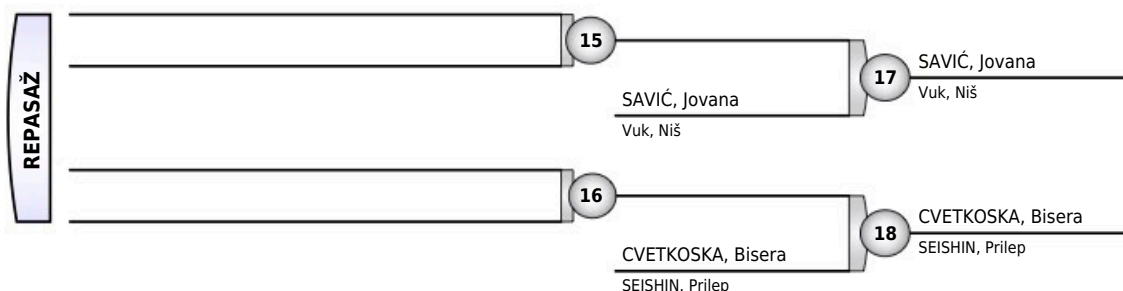 REPASAŽ
15
SAVIĆ, Jovana
Vuk, Niš
17
SAVIĆ, Jovana
Vuk, Niš
16
CVETKOSKA, Bisera
SEISHIN, Prilep
18
CVETKOSKA, Bisera
SEISHIN, Prilep